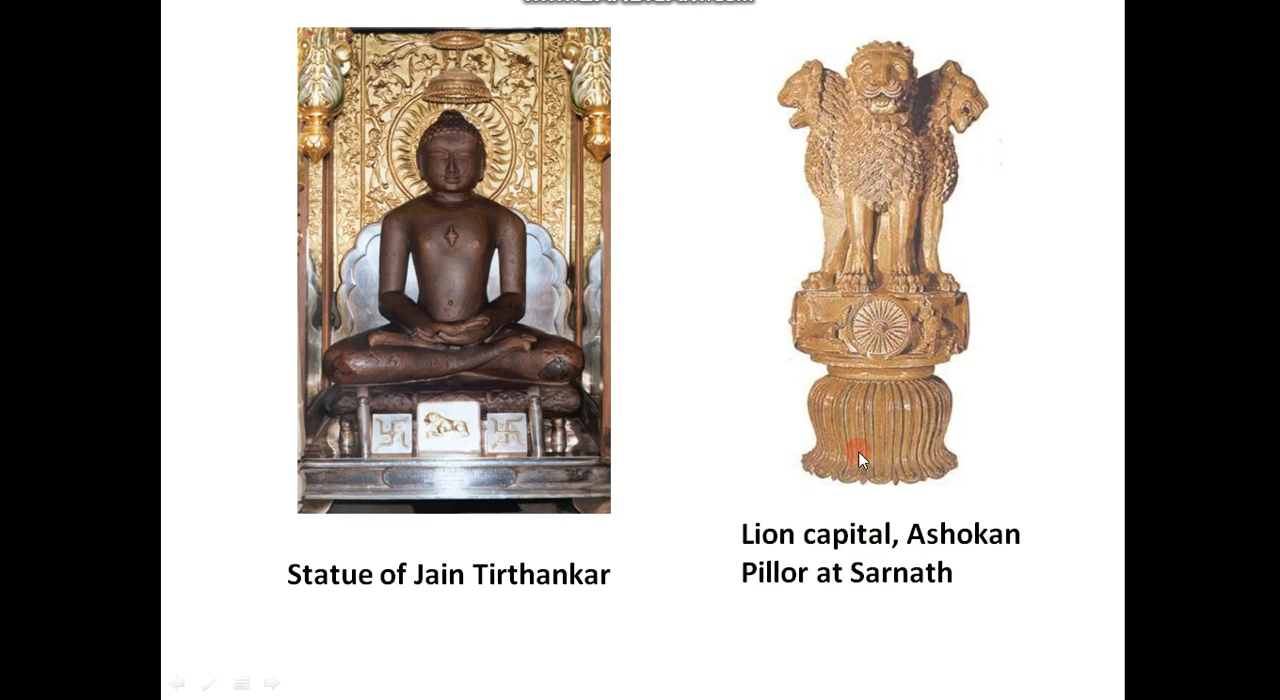 Statue of Jain Tirthankar
Lion capital, Ashokan
Pillor at Sarnath